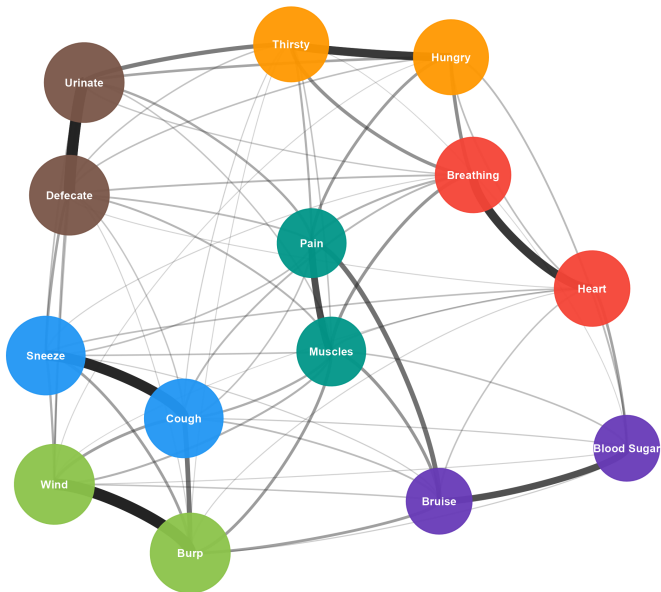 Thirsty
Hungry
Urinate
Breathing
Defecate
Pain
Heart
Muscles
Sneeze
Cough
Blood Sugar
Wind
Bruise
Burp